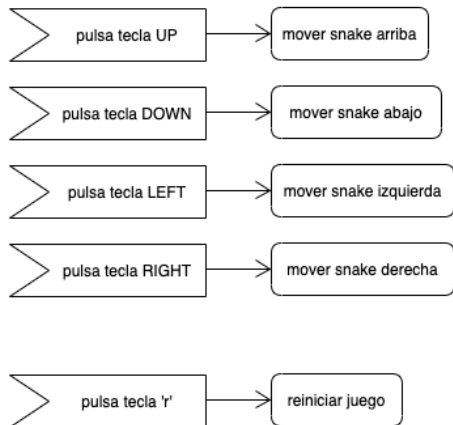 pulsa tecla UP
mover snake arriba
pulsa tecla DOWN
mover snake abajo
pulsa tecla LEFT
mover snake izquierda
pulsa tecla RIGHT
mover snake derecha
pulsa tecla 'r'
reiniciar juego